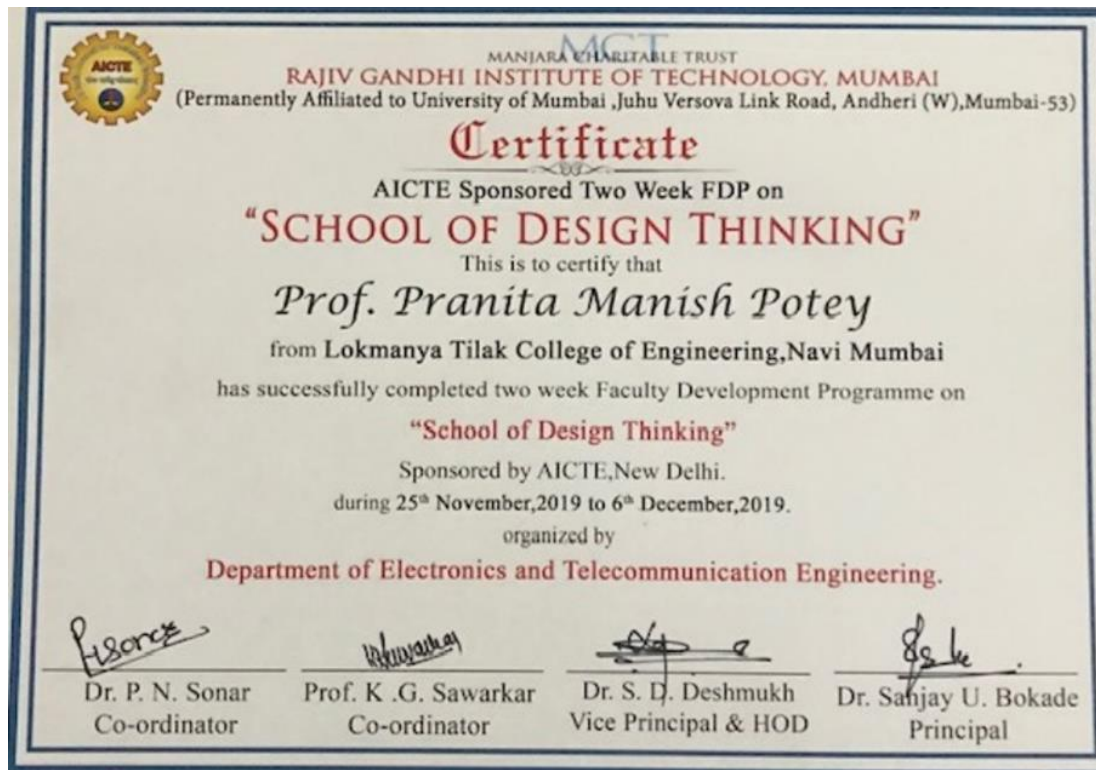 AICTE
MCT
MANJARA CHARITABLE TRUST
RAJIV GANDHI INSTITUTE OF TECHNOLOGY, MUMBAI
(Permanently Affiliated to University of Mumbai ,Juhu Versova Link Road, Andheri (W),Mumbai-53)
Certificate
AICTE Sponsored Two Week FDP on
"SCHOOL OF DESIGN THINKING"
This is to certify that
Prof. Pranita Manish Potey
from Lokmanya Tilak College of Engineering,Navi Mumbai
has successfully completed two week Faculty Development Programme on
"School of Design Thinking"
Sponsored by AICTE,New Delhi.
during 25th November,2019 to 6th December,2019.
organized by
Department of Electronics and Telecommunication Engineering.
Dr. P. N. Sonar Prof. K .G. Sawarkar Dr. S. D. Deshmukh Dr. Sanjay U. Bokade
Co-ordinator Co-ordinator Vice Principal & HOD Principal